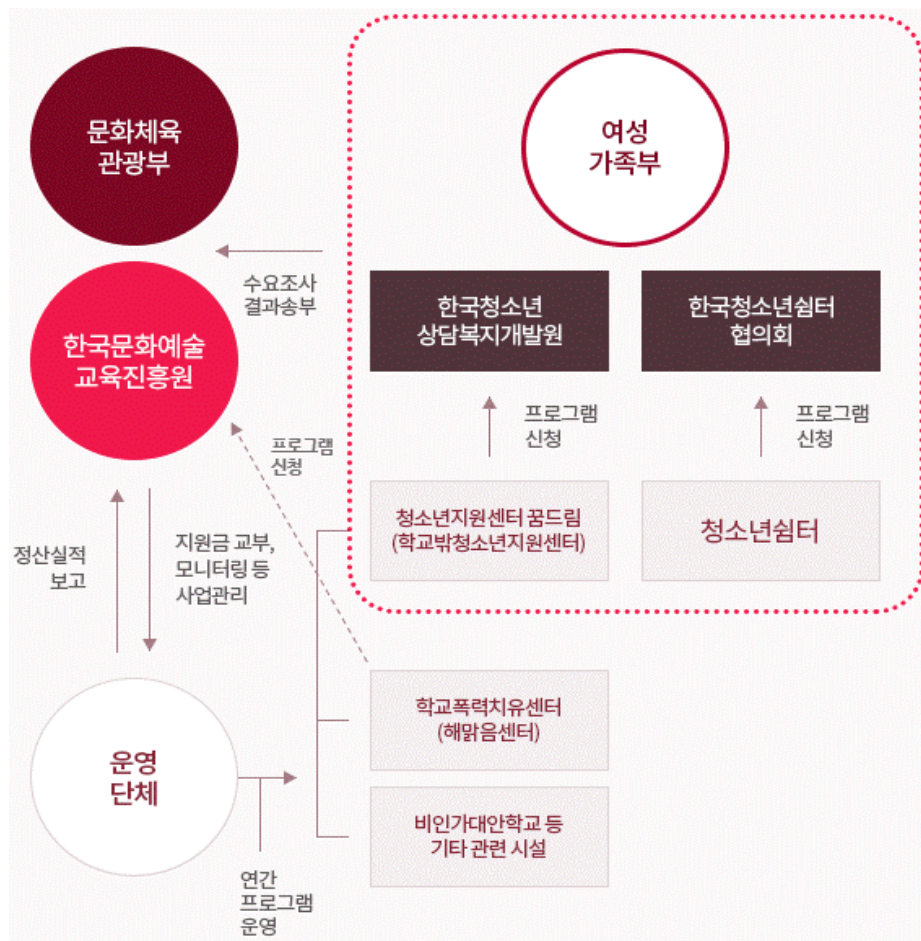 문화체육
관광부
여성
가족부
수요조사
결과송부
한국문화예술
교육진흥원
한국청소년
상담복지개발원
한국청소년쉼터
협의회
프로그램
신청
프로그램
신청
프로그램
신청
청소년지원센터 꿈드림
(학교밖청소년지원센터)
청소년쉼터
정산실적
보고
지원금 교부,
모니터링 등
사업관리
학교폭력치유센터
(해맑음센터)
운영
단체
비인가대안학교 등
기타 관련 시설
연간
프로그램
운영